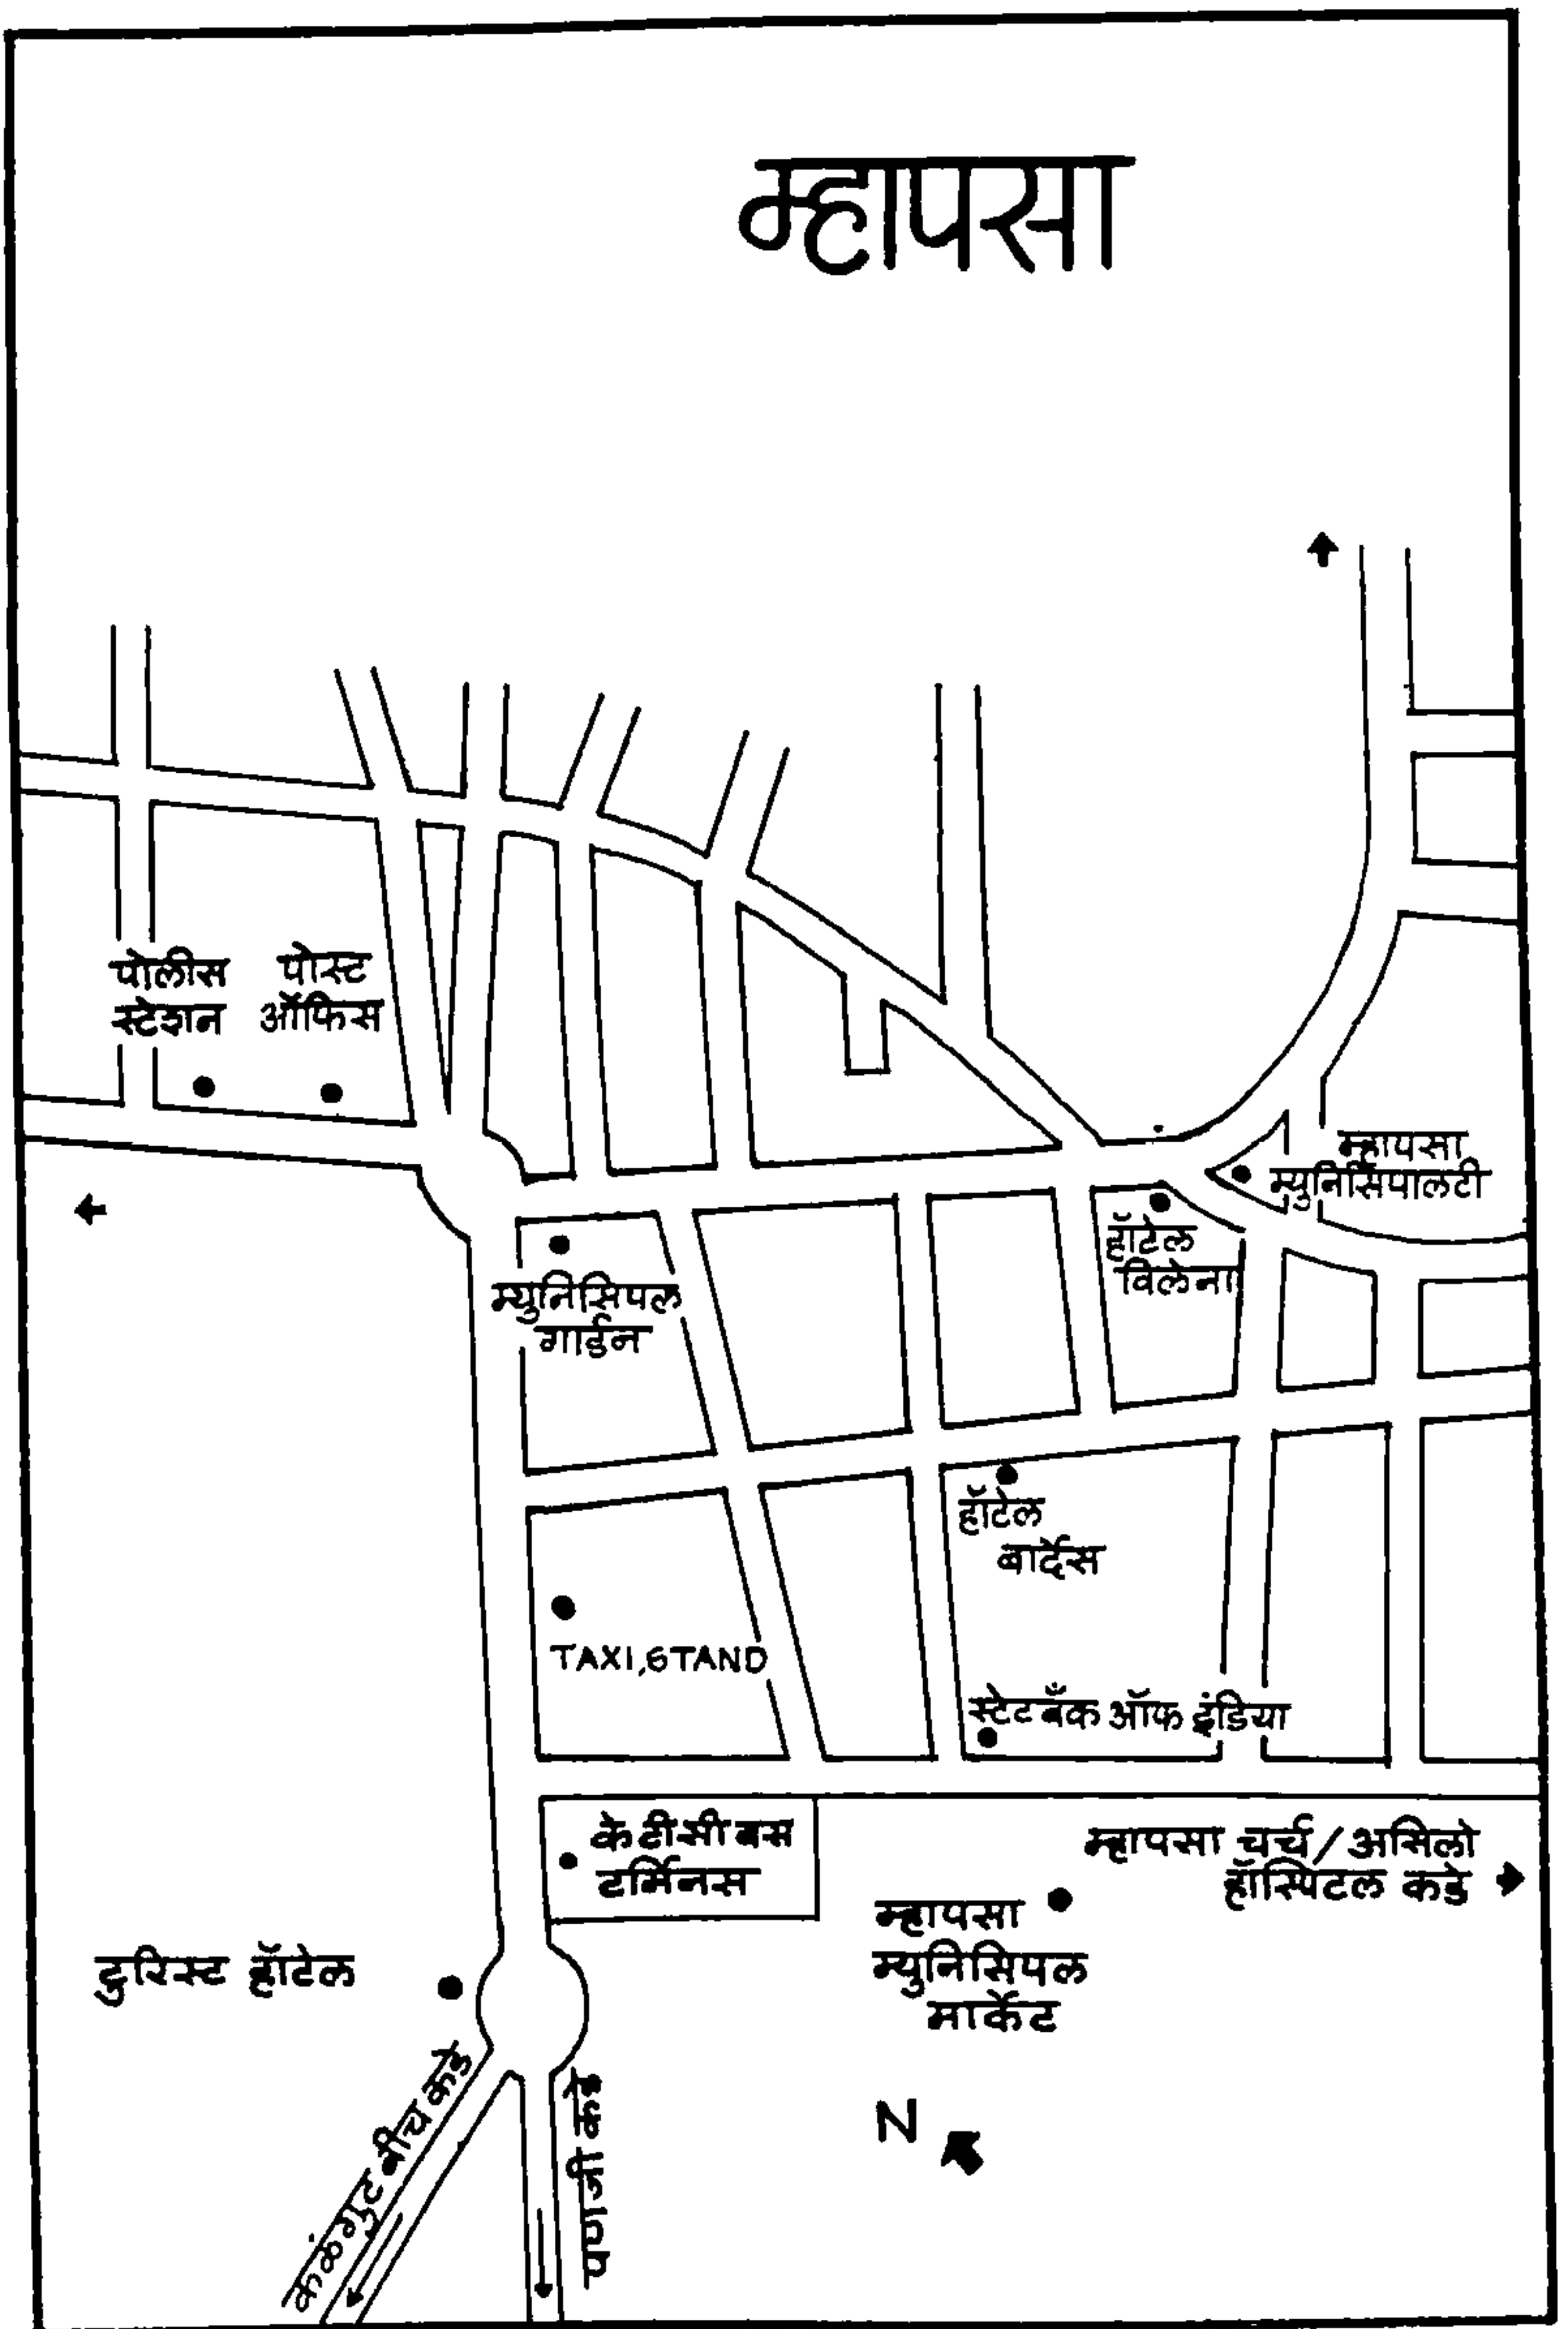 म्हापसा
पोलीस
स्टेशन
पोस्ट
ऑफिस
म्हापसा
म्युनिसिपालटी
हॉटेल
विलेना
म्युनिसिपल
गार्डन
हॉटेल
बार्देस
TAXI,STAND
स्टेट बँक ऑफ इंडिया
केटीसी बस
टर्मिनस
म्हापसा चर्च/असिलो
हॉस्पिटल कडे
म्हापसा
म्युनिसिपल
मार्केट
टुरिस्ट हॉटेल
कळंगुट बीच कडे
पणजी कडे
N